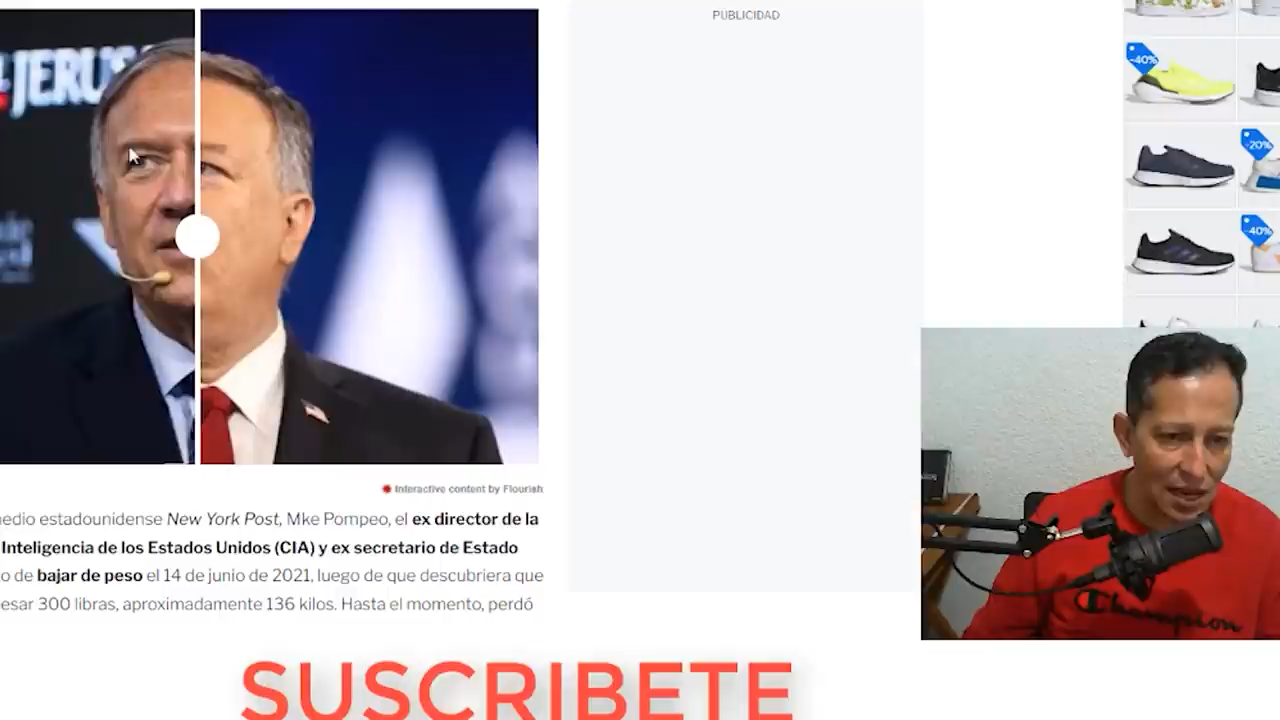 JERUS
PUBLICIDAD
-40%
-20%
-40%
Interactive content by Flourish
medio estadounidense New York Post, Mke Pompeo, el ex director de la
Inteligencia de los Estados Unidos (CIA) y ex secretario de Estado
o de bajar de peso el 14 de junio de 2021, luego de que descubriera que
esar 300 libras, aproximadamente 136 kilos. Hasta el momento, perdó
Champion
SUSCRIBETE